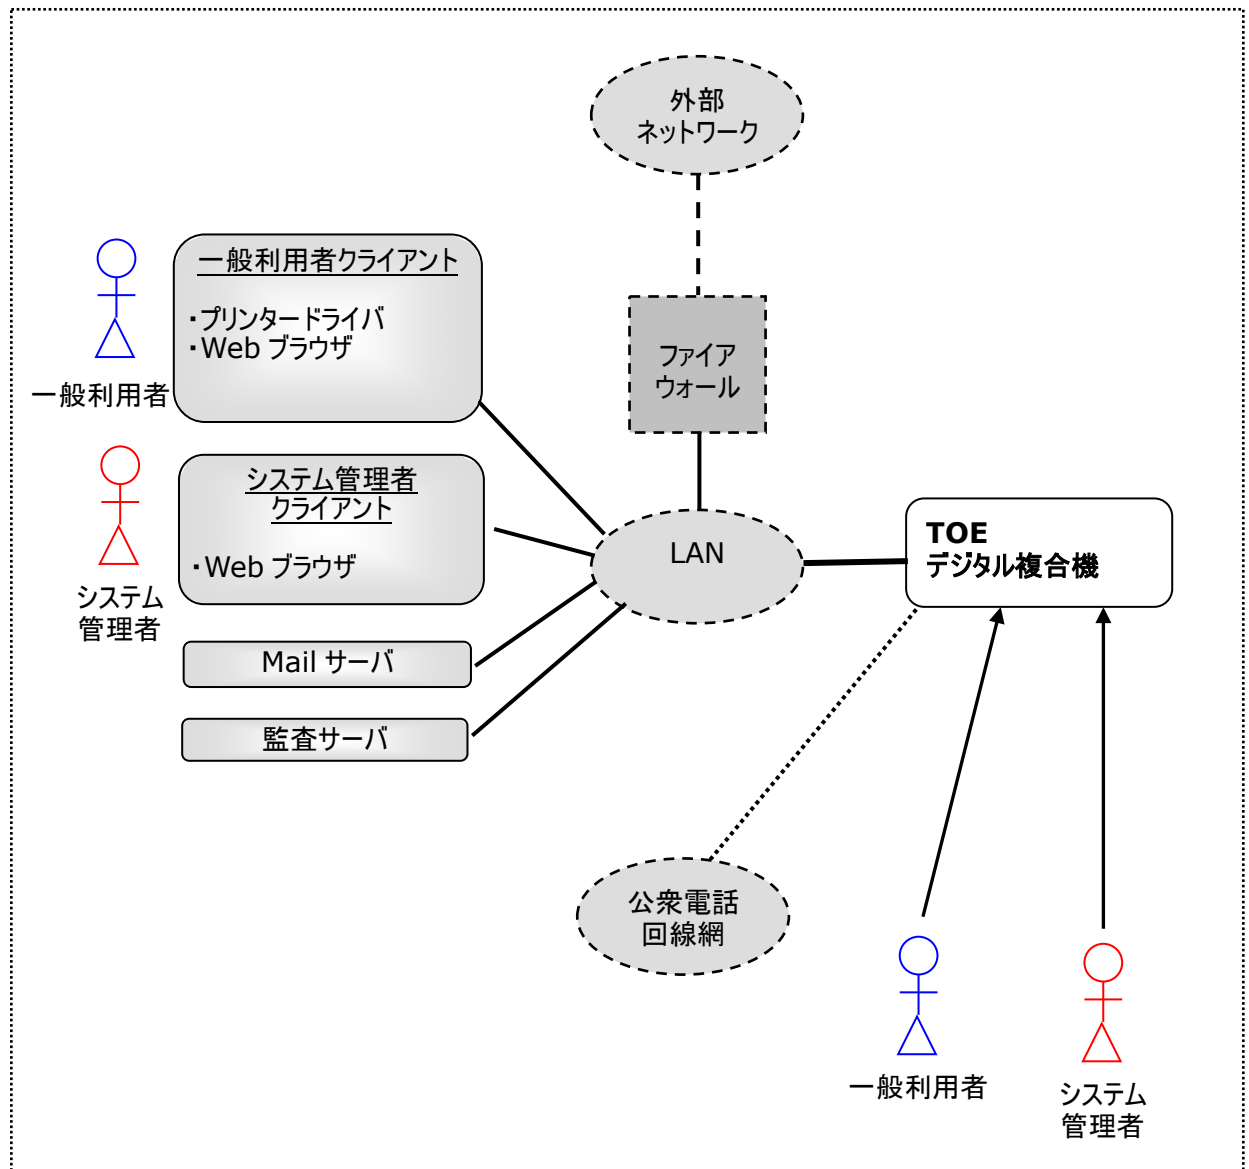 外部
ネットワーク
一般利用者クライアント
・プリンタードライバ
・Web ブラウザ
一般利用者
ファイア
ウォール
システム管理者
クライアント
・Web ブラウザ
システム
管理者
LAN
TOE
デジタル複合機
Mail サーバ
監査サーバ
公衆電話
回線網
一般利用者
システム
管理者